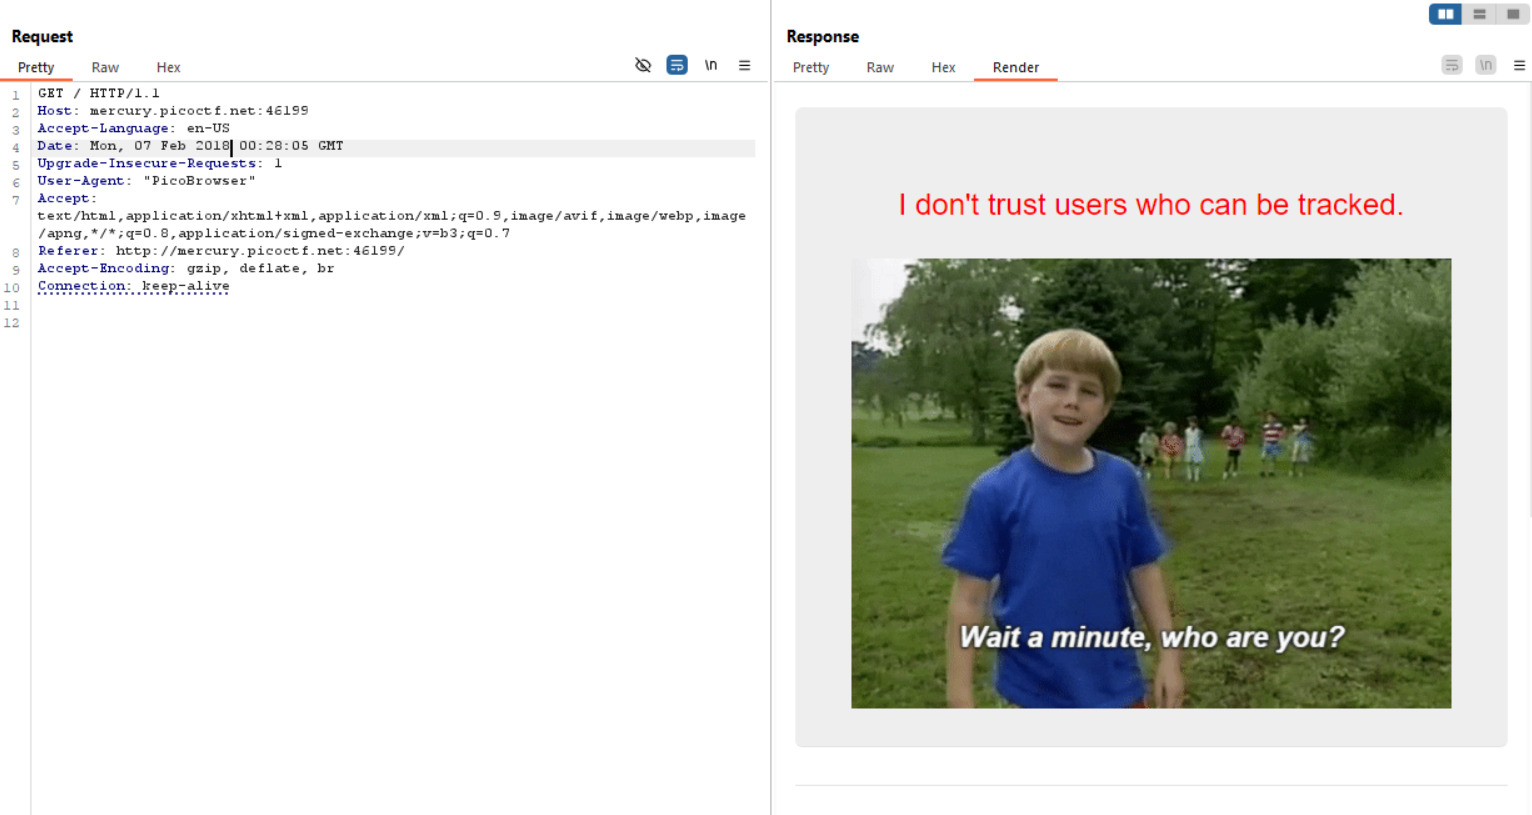 Request
Pretty Raw Hex
\n
1 GET / HTTP/1.1
2 Host: mercury.picoctf.net:46199
3 Accept-Language: en-US
4 Date: Mon, 07 Feb 2018 00:28:05 GMT
5 Upgrade-Insecure-Requests: 1
6 User-Agent: "PicoBrowser"
7 Accept:
text/html,application/xhtml+xml,application/xml;q=0.9,image/avif,image/webp,image
/apng,*/*;q=0.8,application/signed-exchange;v=b3;q=0.7
8 Referer: http://mercury.picoctf.net:46199/
9 Accept-Encoding: gzip, deflate, br
10 Connection: keep-alive
11
12
Response
Pretty Raw Hex Render
\n
I don't trust users who can be tracked.
Wait a minute, who are you?